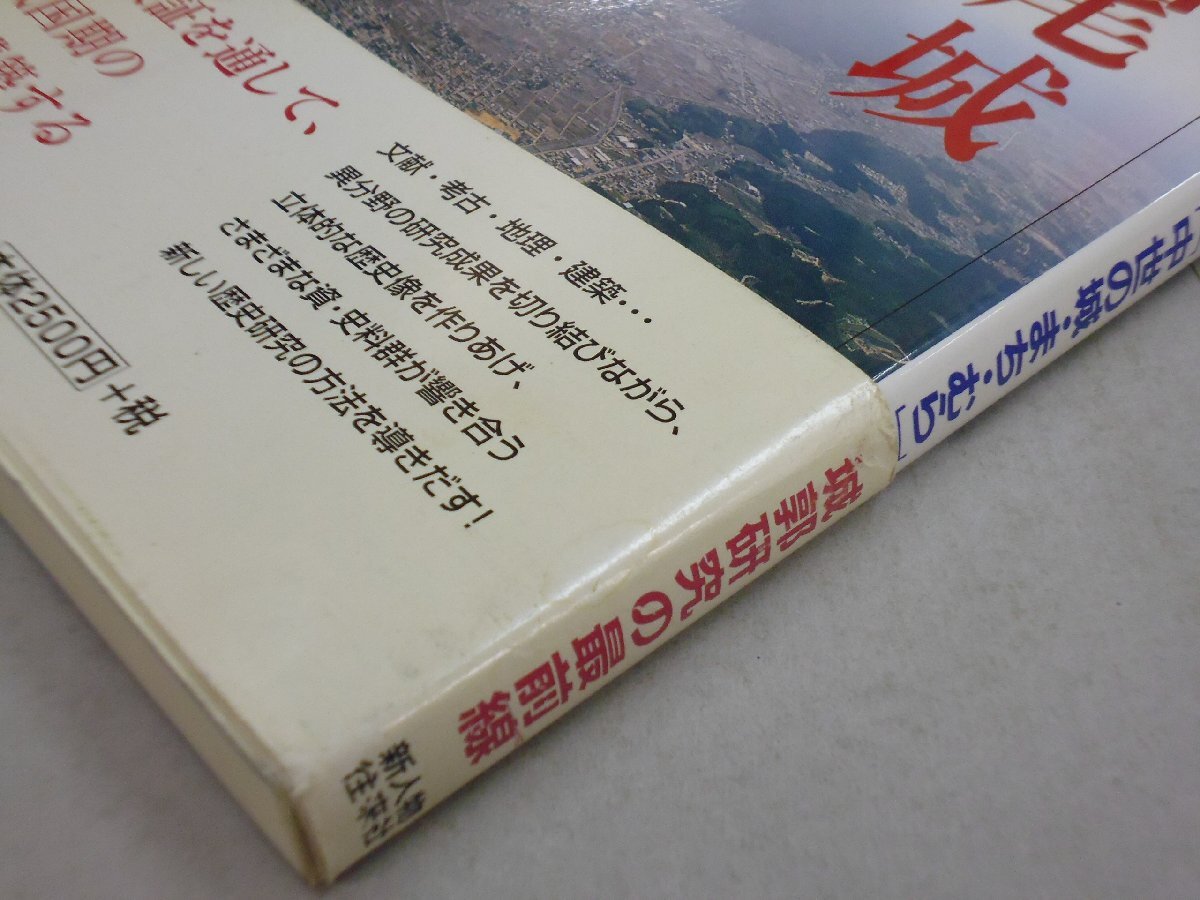 尾城
[中世の城・まち・むら]
証を通して、
国期の
築する
文献・考古・地理・建築・・・
異分野の研究成果を切り結びながら、
立体的な歴史像を作りあげ、
さまざまな資・史料群が響き合う
新しい歴史研究の方法を導きだす!
本体2500円+税
"城郭研究の最前線"
新人物
往来社